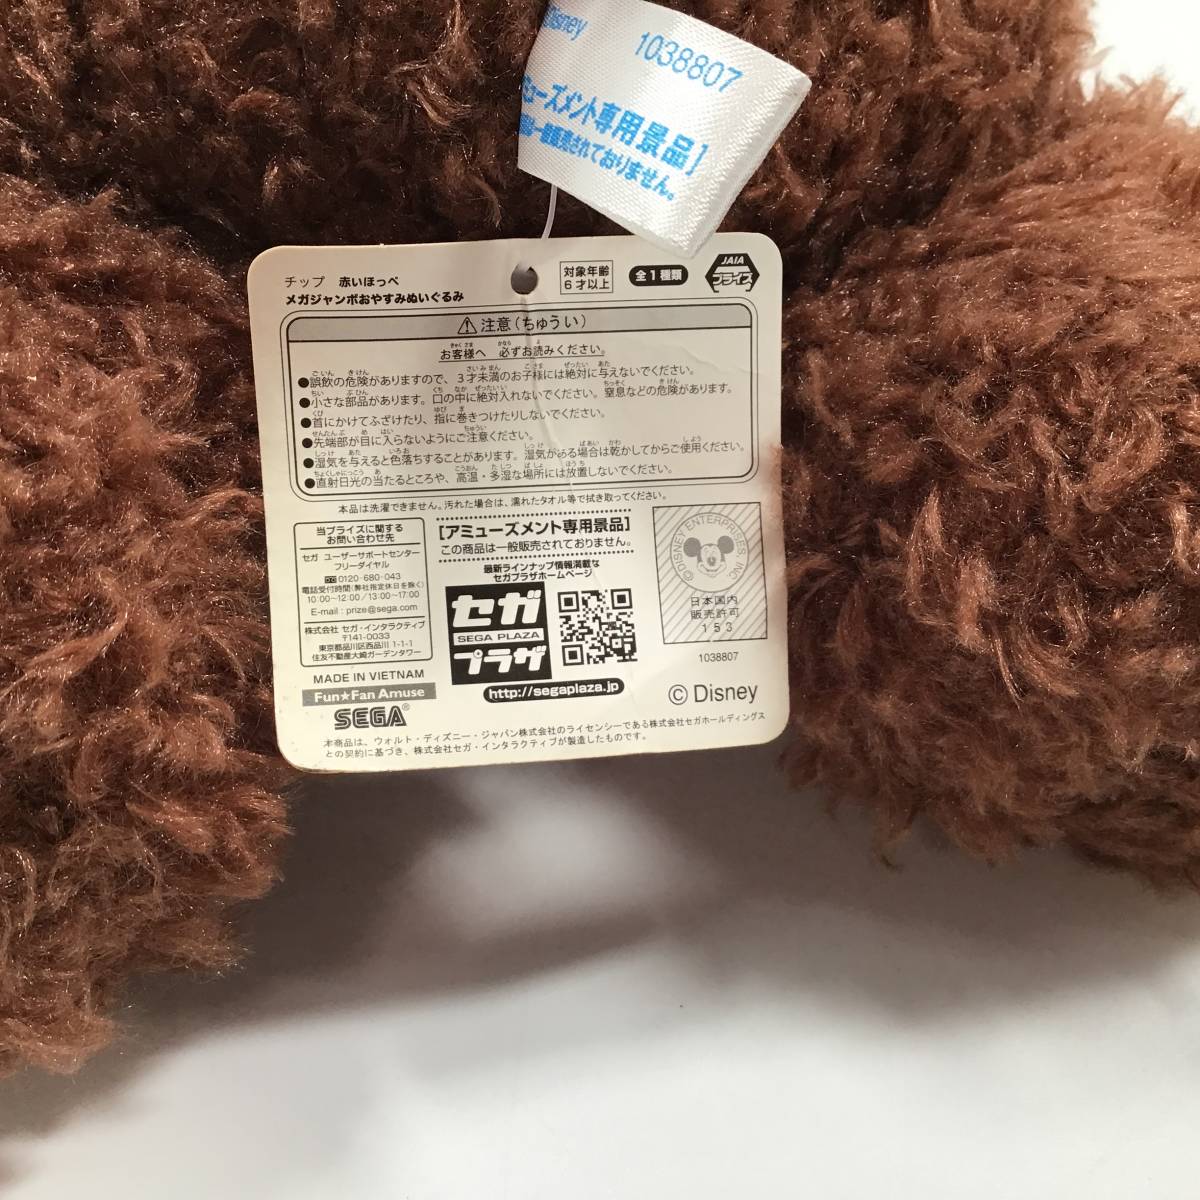 Disney
1038807
ミューズメント専用景品]
一般販売されておりません。
チップ 赤いほっぺ
メガジャンボおやすみぬいぐるみ
対象年齢
6才以上
全1種類
JAIA
プライズ
⚠注意(ちゅうい)
お客様へ 必ずお読みください。
●誤飲の危険がありますので、3才未満のお子様には絶対に与えないでください。
●小さな部品があります。口の中に絶対入れないでください。窒息などの危険があります。
●首にかけてふざけたり、指に巻きつけたりしないでください。
●先端部が目に入らないようにご注意ください。
●湿気を与えると色落ちすることがあります。湿気がある場合は乾かしてからご使用ください。
●直射日光の当たるところや、高温・多湿な場所には放置しないでください。
本品は洗濯できません。汚れた場合は、濡れたタオル等で拭き取ってください。
当プライズに関する
お問い合わせ先
セガ ユーザーサポートセンター
フリーダイヤル
0120-680-043
電話受付時間(弊社指定休日を除く)
10:00~12:00/13:00~17:00
E-mail : prize@sega.com
株式会社 セガ・インタラクティブ
〒141-0033
東京都品川区西品川 1-1-1
住友不動産大崎ガーデンタワー
MADE IN VIETNAM
Fun★Fan Amuse
SEGA®
[アミューズメント専用景品]
この商品は一般販売されておりません。
最新ラインナップ情報満載な
セガプラザホームページ
セガ
SEGA PLAZA
プラザ
http://segaplaza.jp/
© DISNEY ENTERPRISES, INC.
日本国内
販売許可
153
1038807
© Disney
本商品は、ウォルト・ディズニー・ジャパン株式会社のライセンシーである株式会社セガホールディングス
との契約に基づき、株式会社セガ・インタラクティブが製造したものです。